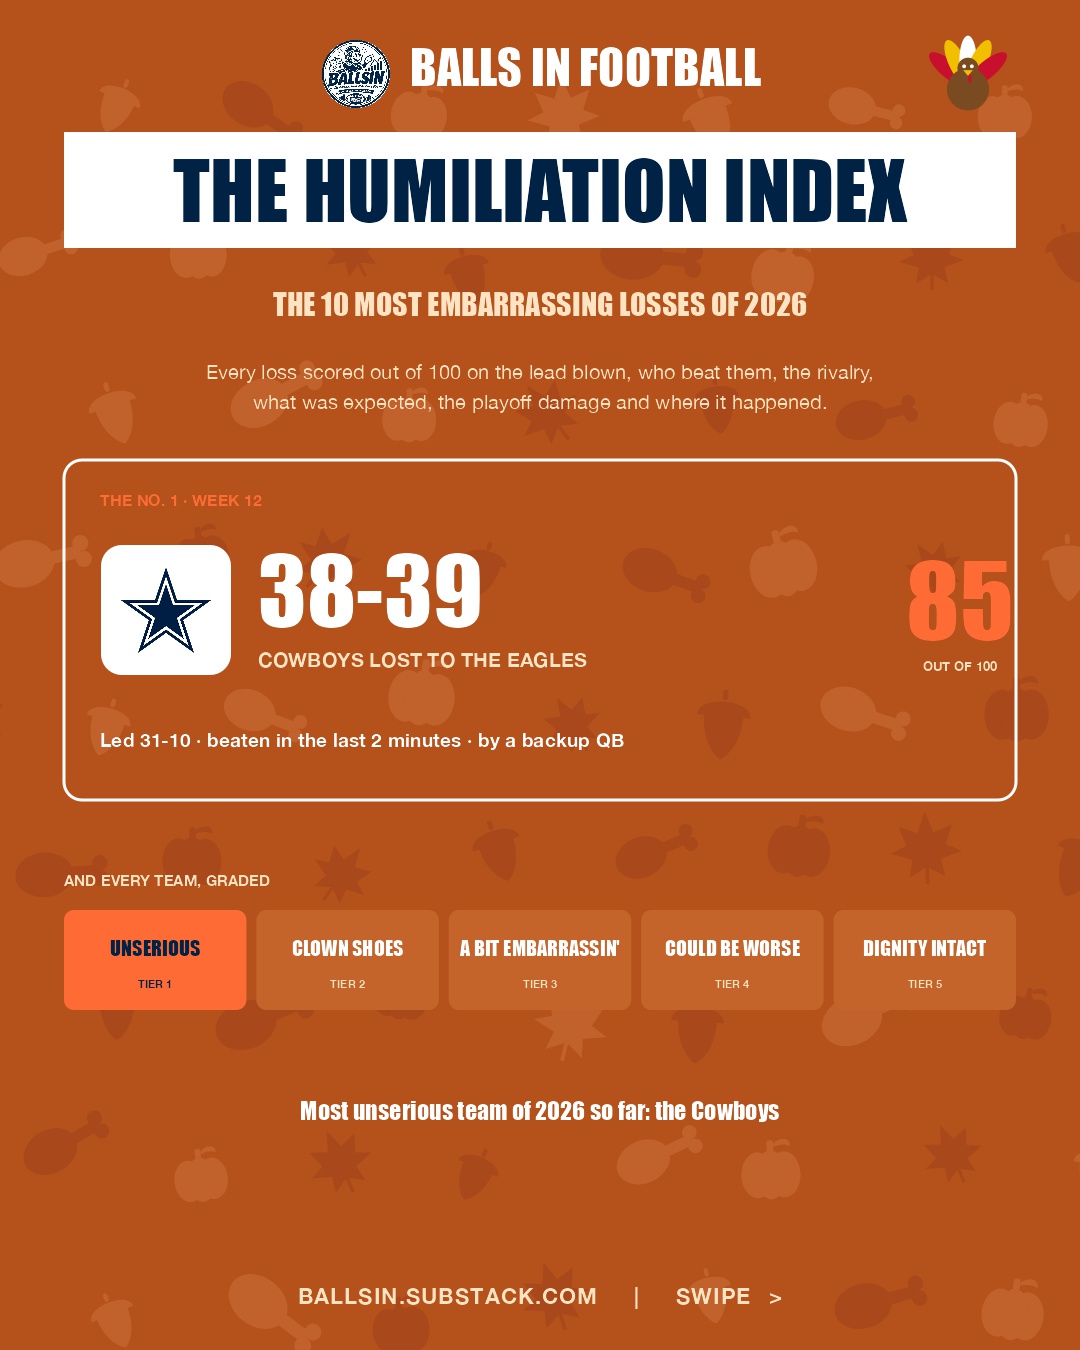 BALLSIN
BALLS IN FOOTBALL
THE HUMILIATION INDEX
THE 10 MOST EMBARRASSING LOSSES OF 2026
Every loss scored out of 100 on the lead blown, who beat them, the rivalry,
what was expected, the playoff damage and where it happened.
THE NO. 1 · WEEK 12
38-39
COWBOYS LOST TO THE EAGLES
85
OUT OF 100
Led 31-10 · beaten in the last 2 minutes · by a backup QB
AND EVERY TEAM, GRADED
UNSERIOUS
TIER 1
CLOWN SHOES
TIER 2
A BIT EMBARRASSIN'
TIER 3
COULD BE WORSE
TIER 4
DIGNITY INTACT
TIER 5
Most unserious team of 2026 so far: the Cowboys
BALLSIN.SUBSTACK.COM | SWIPE >